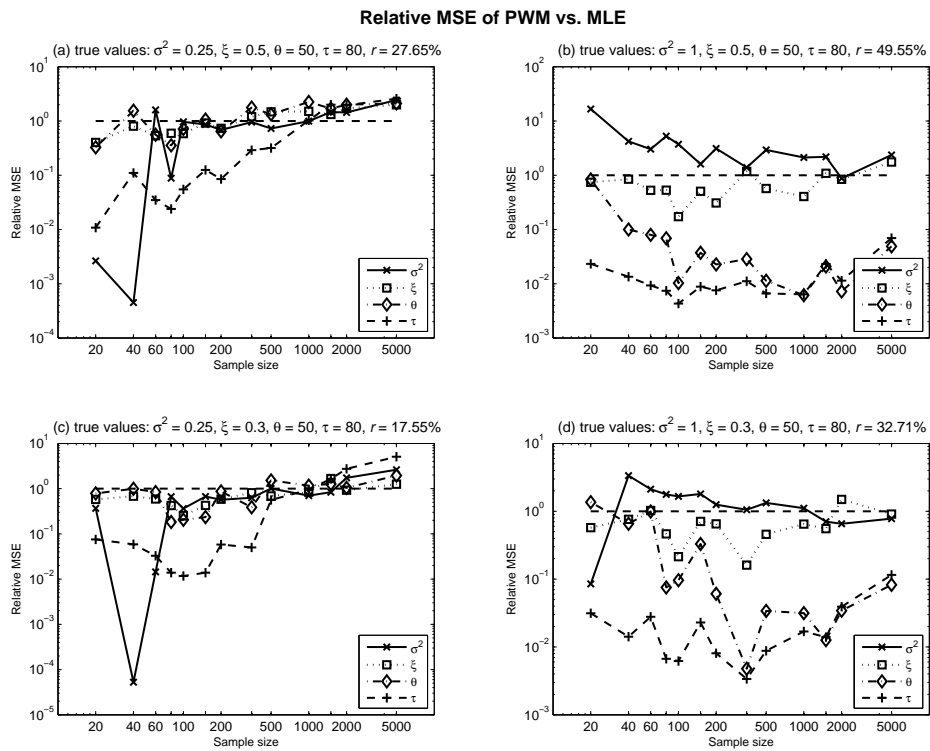 Relative MSE of PWM vs. MLE
(a) true values: σ² = 0.25, ξ = 0.5, θ = 50, τ = 80, r = 27.65%
10¹
10⁰
10⁻¹
10⁻²
10⁻³
10⁻⁴
Relative MSE
20 40 60 100 200 500 1000 2000 5000
Sample size
σ²
ξ
θ
τ
(b) true values: σ² = 1, ξ = 0.5, θ = 50, τ = 80, r = 49.55%
10²
10¹
10⁰
10⁻¹
10⁻²
10⁻³
Relative MSE
20 40 60 100 200 500 1000 2000 5000
Sample size
σ²
ξ
θ
τ
(c) true values: σ² = 0.25, ξ = 0.3, θ = 50, τ = 80, r = 17.55%
10¹
10⁰
10⁻¹
10⁻²
10⁻³
10⁻⁴
10⁻⁵
Relative MSE
20 40 60 100 200 500 1000 2000 5000
Sample size
σ²
ξ
θ
τ
(d) true values: σ² = 1, ξ = 0.3, θ = 50, τ = 80, r = 32.71%
10¹
10⁰
10⁻¹
10⁻²
10⁻³
Relative MSE
20 40 60 100 200 500 1000 2000 5000
Sample size
σ²
ξ
θ
τ